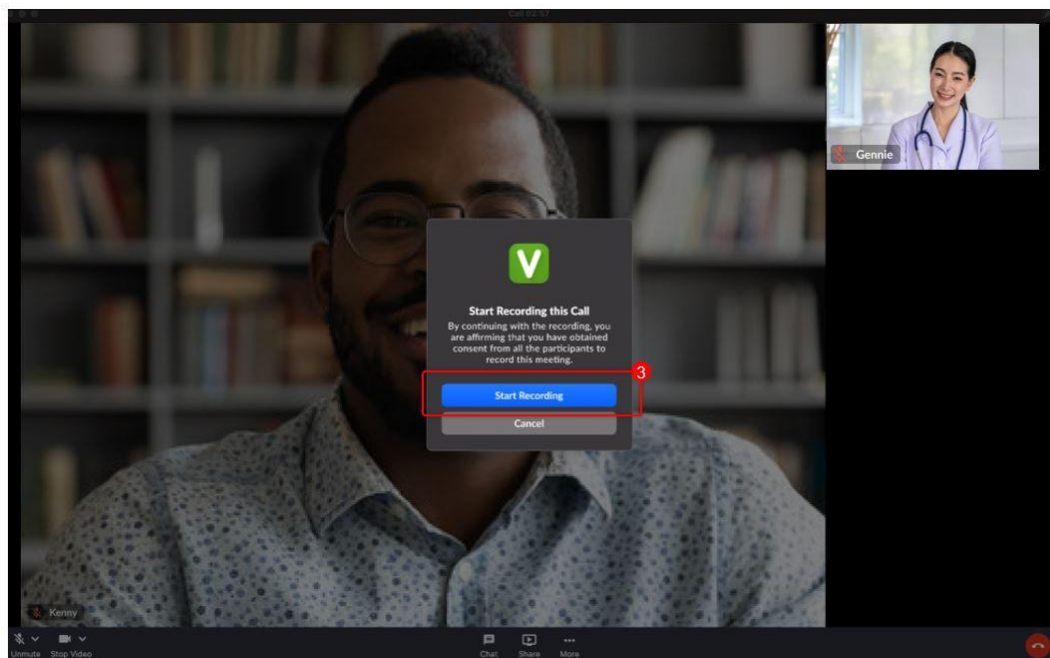 Call 02:57
Gennie
V
Start Recording this Call
By continuing with the recording, you
are affirming that you have obtained
consent from all the participants to
record this meeting.
3
Start Recording
Cancel
Kenny
Unmute
Stop Video
Chat
Share
More